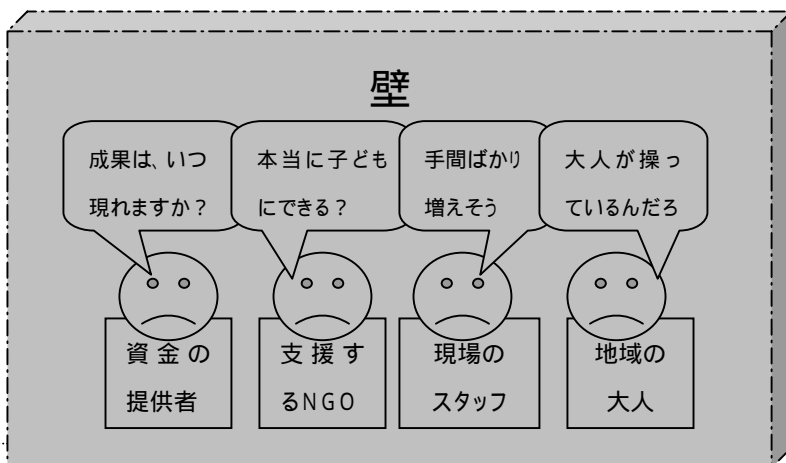 壁
成果は、いつ
現れますか？
本当に子ども
にできる？
手間ばかり
増えそう
大人が操っ
ているんだろ
資金の
提供者
支援す
るNGO
現場の
スタッフ
地域の
大人